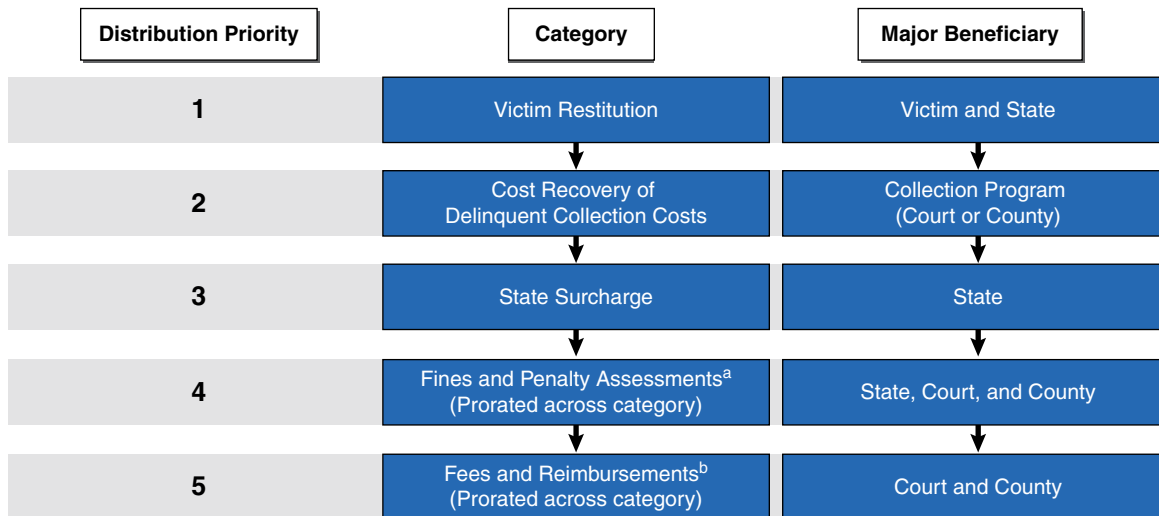 Distribution Priority
Category
Major Beneficiary
1
Victim Restitution
Victim and State
2
Cost Recovery of
Delinquent Collection Costs
Collection Program
(Court or County)
3
State Surcharge
State
4
Fines and Penalty Assessmentsᵃ
(Prorated across category)
State, Court, and County
5
Fees and Reimbursementsᵇ
(Prorated across category)
Court and County